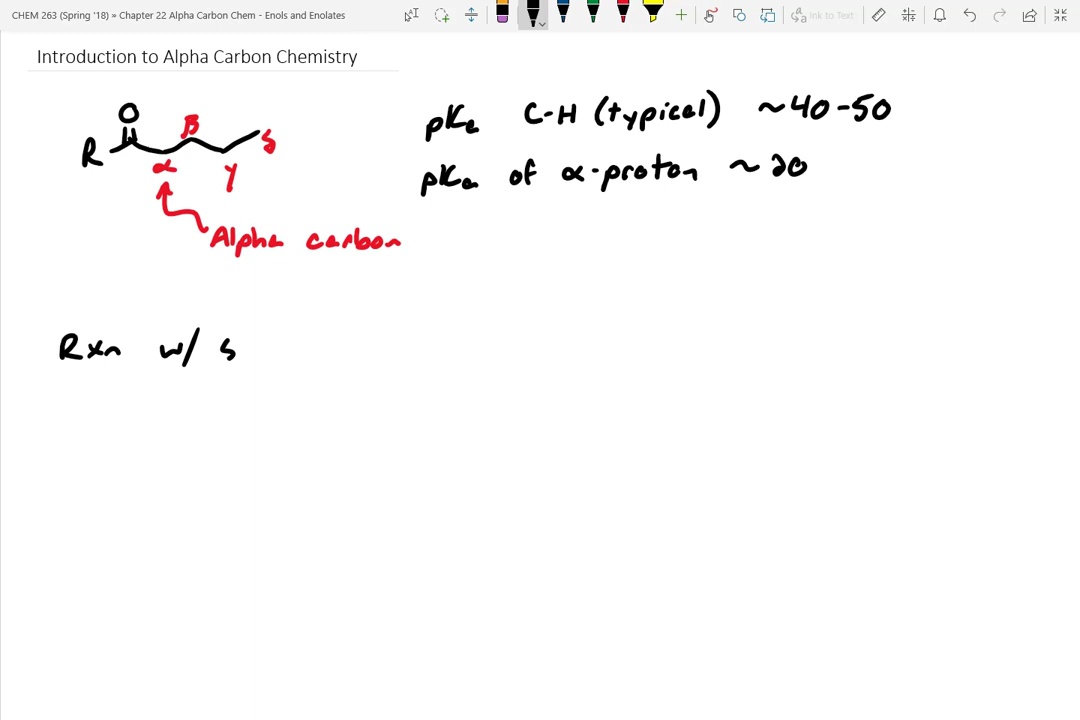 CHEM 263 (Spring '18) » Chapter 22 Alpha Carbon Chem - Enols and Enolates
Ink to Text
Introduction to Alpha Carbon Chemistry
O
R
β
δ
α
γ
Alpha carbon
pKa C-H (typical) ~40-50
pKa of α-proton ~20
Rxn w/ s